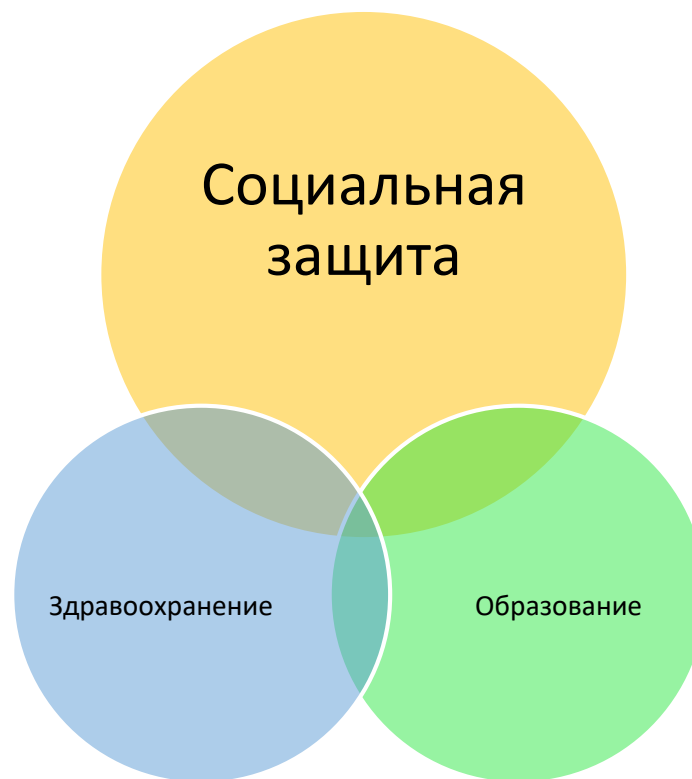 Социальная
защита
Здравоохранение
Образование